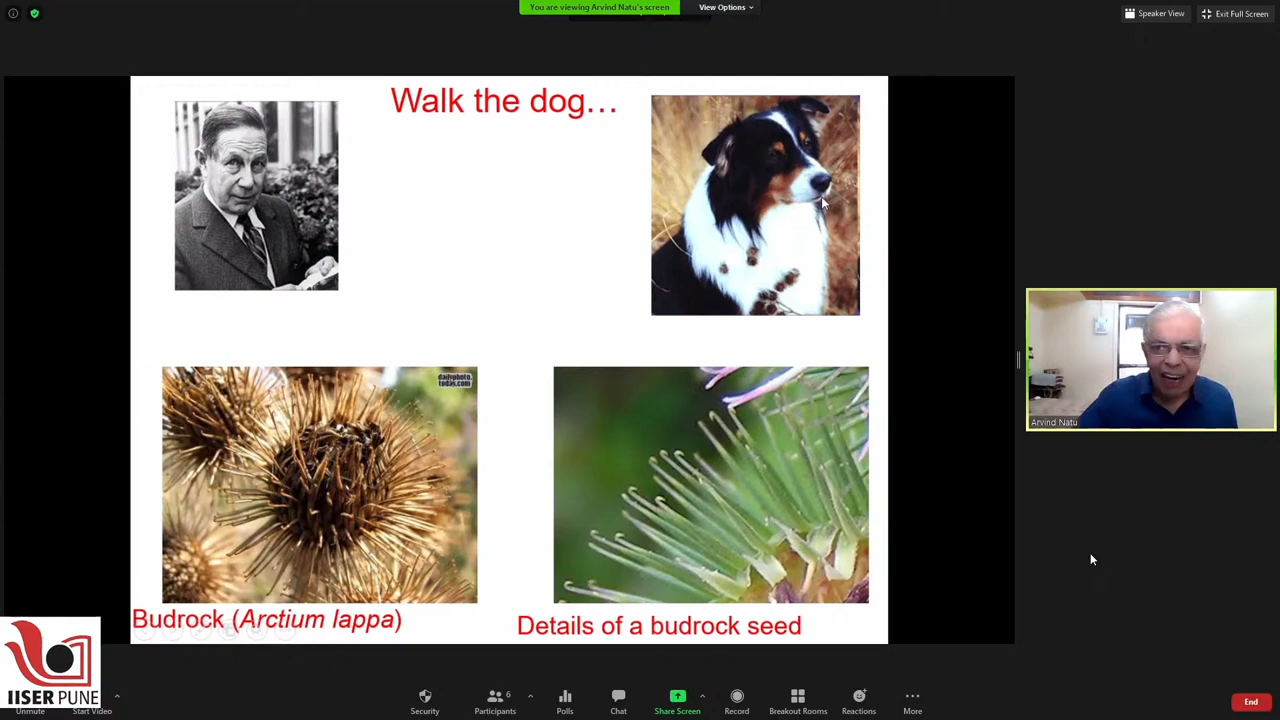 You are viewing Arvind Natu's screen
View Options
Speaker View
Exit Full Screen
Walk the dog…
dailyphoto.
today.com
Arvind Natu
Budrock (Arctium lappa)
Details of a budrock seed
IISER PUNE
Unmute
Start Video
Security
Participants
6
Polls
Chat
Share Screen
Record
Breakout Rooms
Reactions
More
End